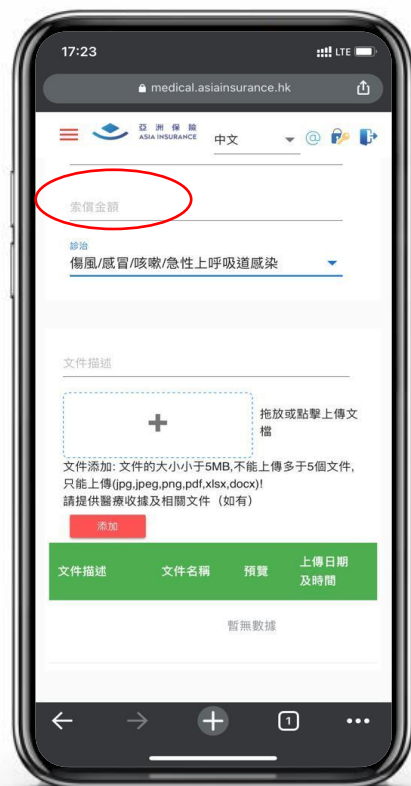 17:23
LTE
medical.asiainsurance.hk
亞洲保險
ASIA INSURANCE
中文
索償金額
診治
傷風/感冒/咳嗽/急性上呼吸道感染
文件描述
拖放或點擊上傳文
檔
文件添加: 文件的大小小于5MB,不能上傳多于5個文件,
只能上傳(jpg,jpeg,png,pdf,xlsx,docx)!
請提供醫療收據及相關文件（如有）
添加
文件描述 文件名稱 預覽 上傳日期
及時間
暫無數據
1